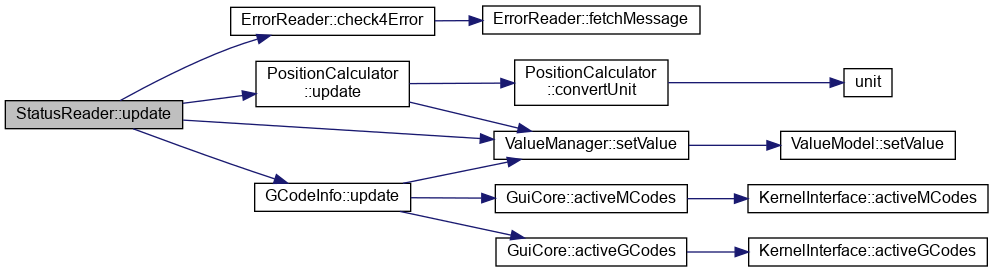 StatusReader::update
ErrorReader::check4Error
ErrorReader::fetchMessage
PositionCalculator
::update
PositionCalculator
::convertUnit
unit
ValueManager::setValue
ValueModel::setValue
GCodeInfo::update
GuiCore::activeMCodes
KernelInterface::activeMCodes
GuiCore::activeGCodes
KernelInterface::activeGCodes